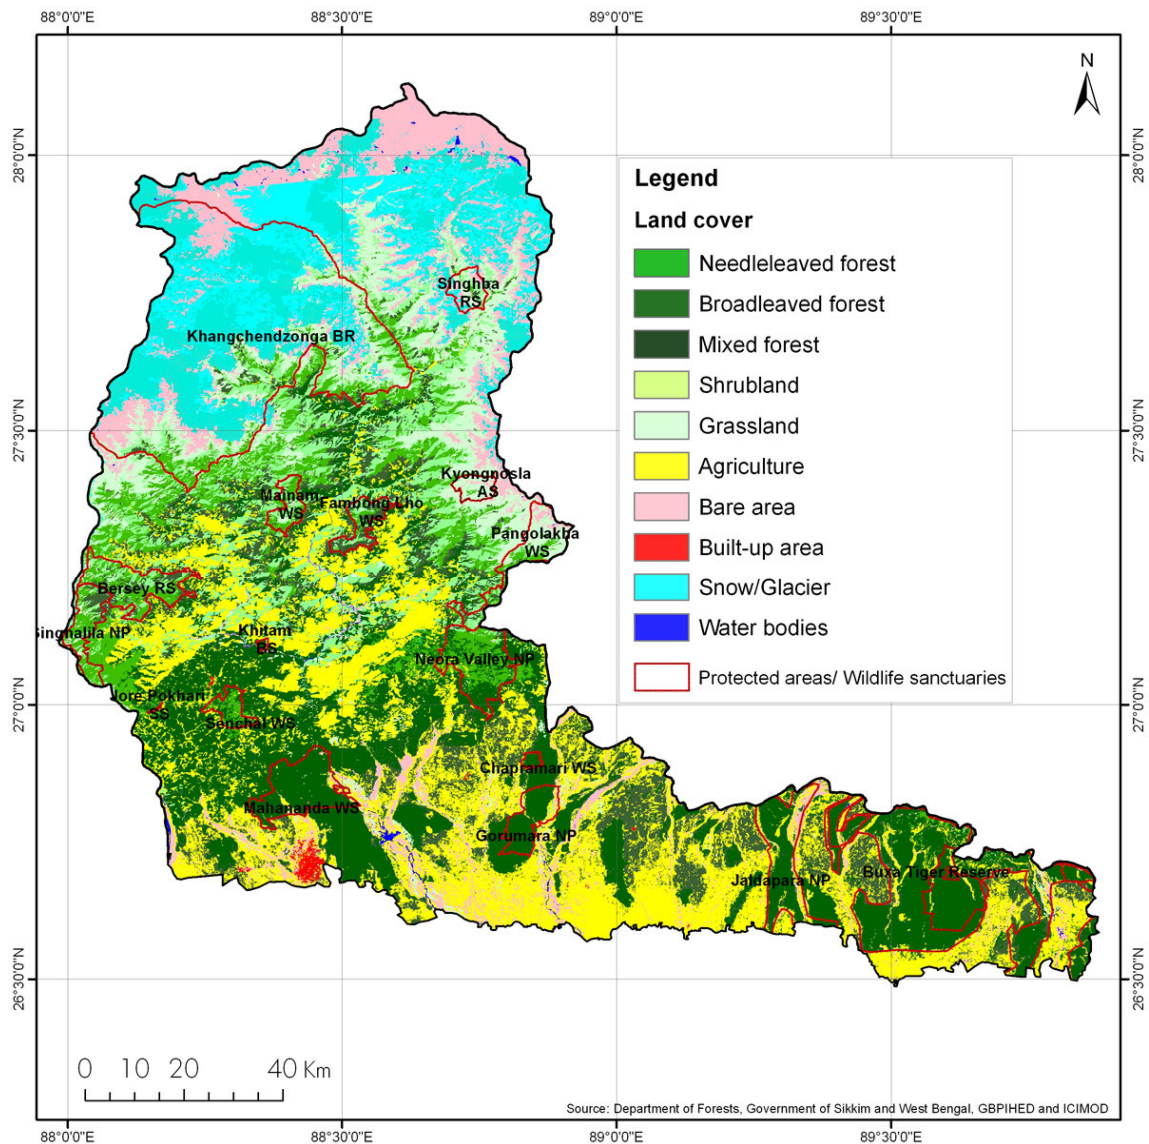 88°0'0"E
88°30'0"E
89°0'0"E
89°30'0"E
N
28°0'0"N
28°0'0"N
Legend
Land cover
Needleleaved forest
Broadleaved forest
Mixed forest
Shrubland
Grassland
Agriculture
Bare area
Built-up area
Snow/Glacier
Water bodies
Protected areas/ Wildlife sanctuaries
Singhba
RS
Khangchendzonga BR
27°30'0"N
27°30'0"N
Kyongnosla
AS
Mainam
WS
Fambong Lho
WS
Pangolakha
WS
Bersey RS
Singhalila NP
Khitam
BS
Neora Valley NP
Jore Pokhari
SS
Senchal WS
27°0'0"N
27°0'0"N
Chapramari WS
Mahananda WS
Gorumara NP
Jaldapara NP
Buxa Tiger Reserve
26°30'0"N
26°30'0"N
0 10 20 40 Km
Source: Department of Forests, Government of Sikkim and West Bengal, GBPIHED and ICIMOD
88°0'0"E
88°30'0"E
89°0'0"E
89°30'0"E